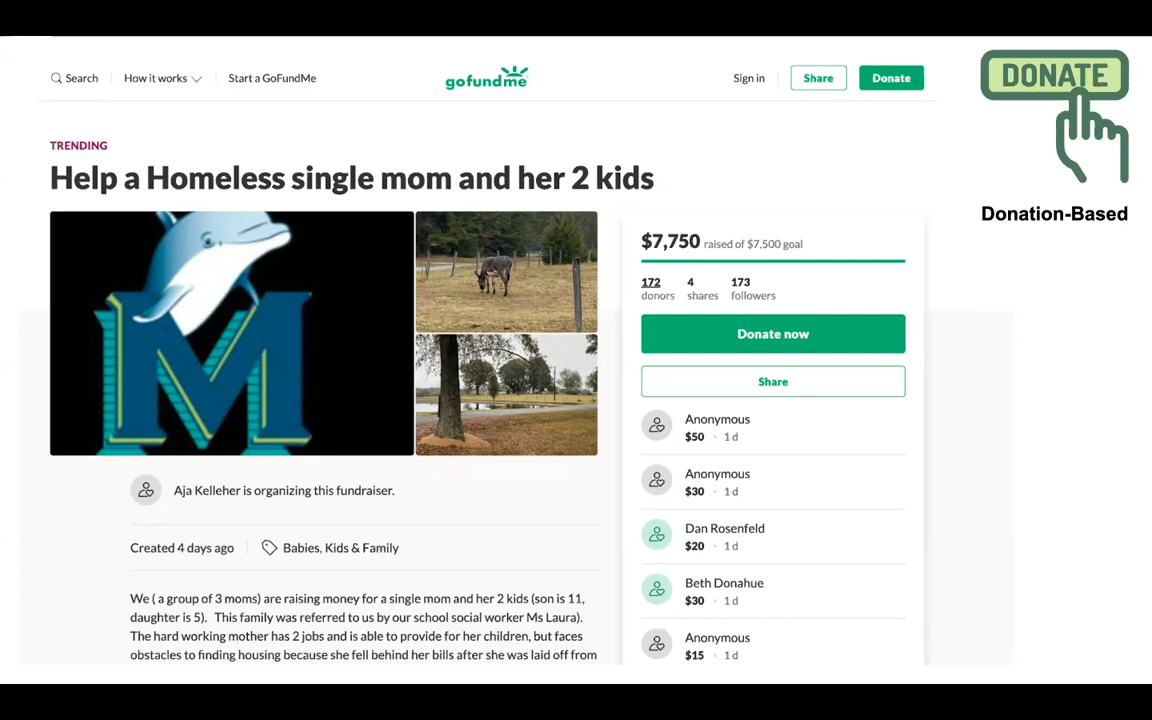 Search
How it works
Start a GoFundMe
gofundme
Sign in
Share
Donate
DONATE
Donation-Based
TRENDING
Help a Homeless single mom and her 2 kids
M
$7,750 raised of $7,500 goal
172 4 173
donors shares followers
Donate now
Share
Anonymous
$50 · 1 d
Anonymous
$30 · 1 d
Dan Rosenfeld
$20 · 1 d
Beth Donahue
$30 · 1 d
Anonymous
$15 · 1 d
Aja Kelleher is organizing this fundraiser.
Created 4 days ago
Babies, Kids & Family
We ( a group of 3 moms) are raising money for a single mom and her 2 kids (son is 11,
daughter is 5).  This family was referred to us by our school social worker Ms Laura).
The hard working mother has 2 jobs and is able to provide for her children, but faces
obstacles to finding housing because she fell behind her bills after she was laid off from